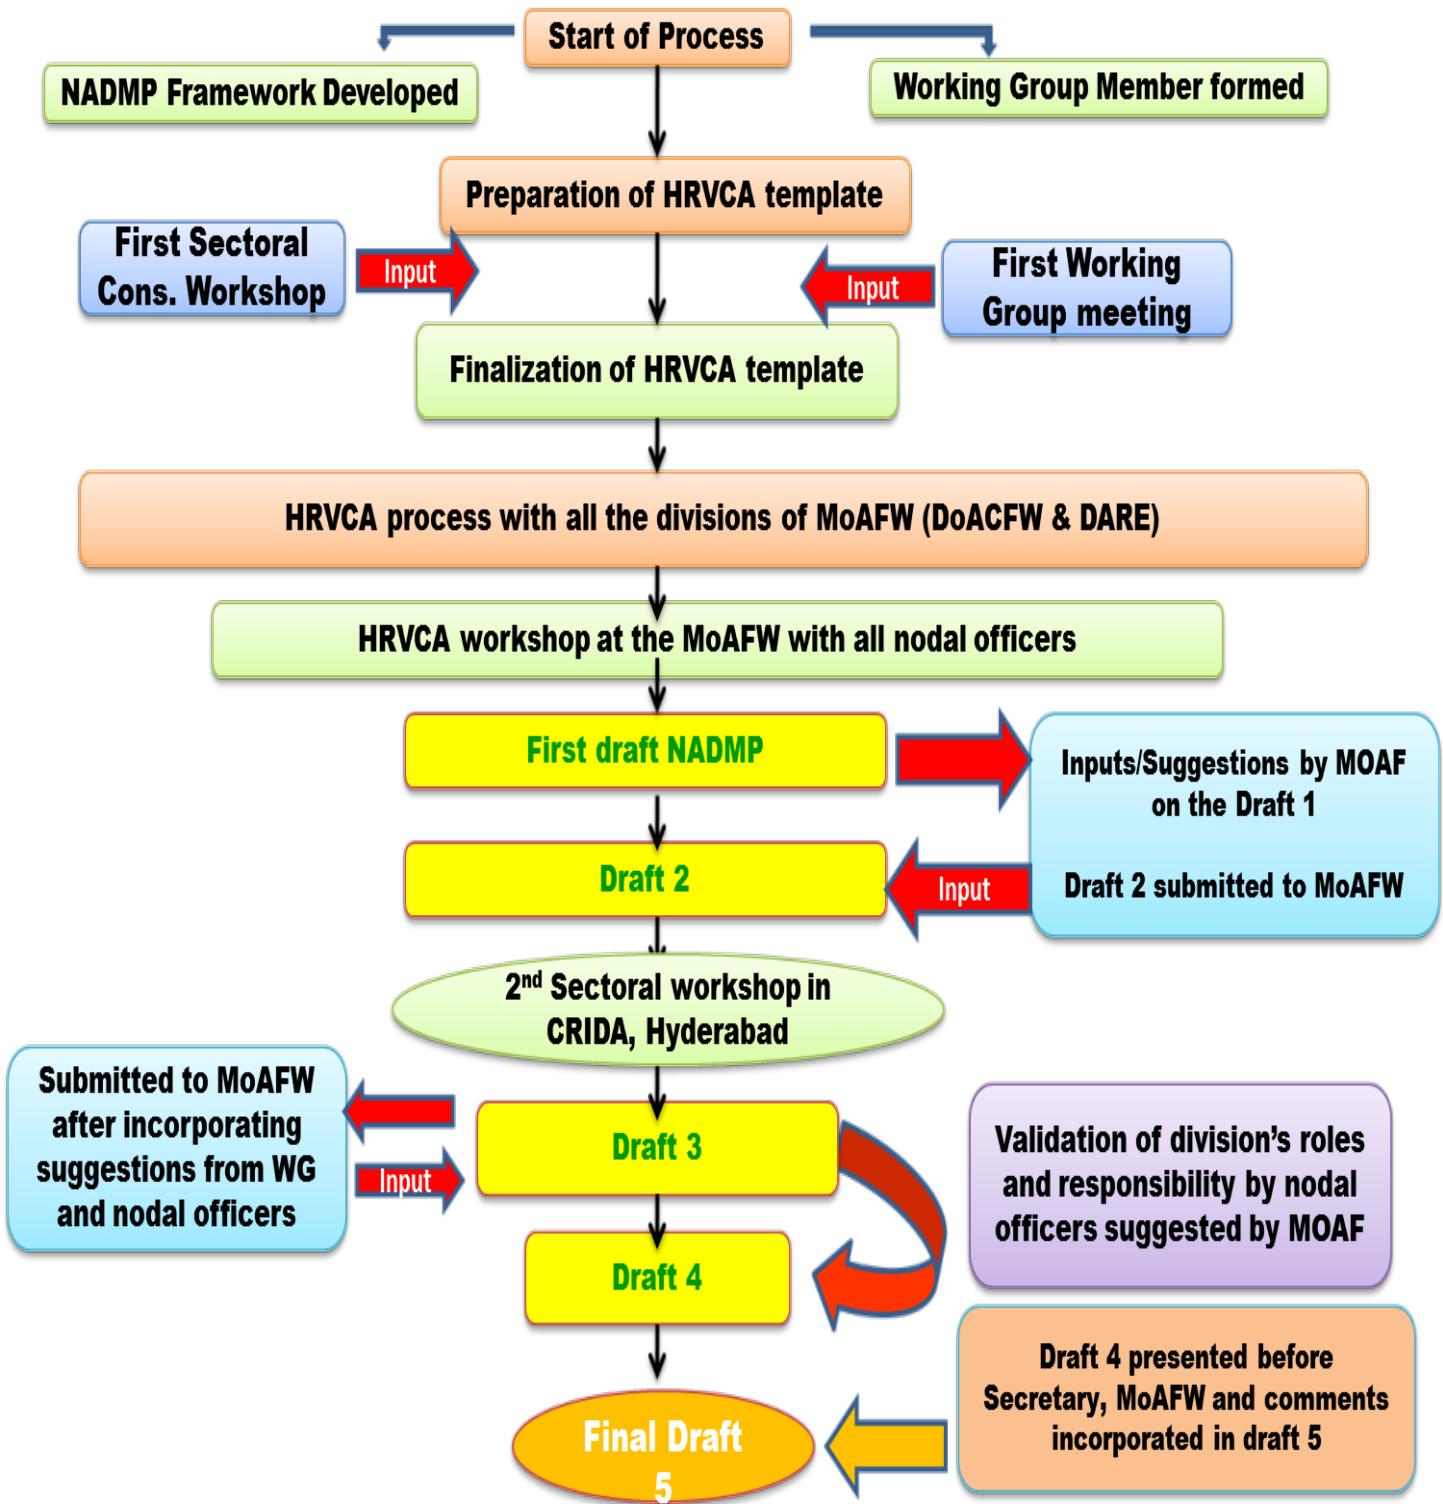 Start of Process
NADMP Framework Developed
Working Group Member formed
Preparation of HRVCA template
First Sectoral
Cons. Workshop
Input
Input
First Working
Group meeting
Finalization of HRVCA template
HRVCA process with all the divisions of MoAFW (DoACFW & DARE)
HRVCA workshop at the MoAFW with all nodal officers
First draft NADMP
Inputs/Suggestions by MOAF
on the Draft 1
Draft 2
Input
Draft 2 submitted to MoAFW
2nd Sectoral workshop in
CRIDA, Hyderabad
Submitted to MoAFW
after incorporating
suggestions from WG
and nodal officers
Input
Draft 3
Validation of division's roles
and responsibility by nodal
officers suggested by MOAF
Draft 4
Draft 4 presented before
Secretary, MoAFW and comments
incorporated in draft 5
Final Draft
5